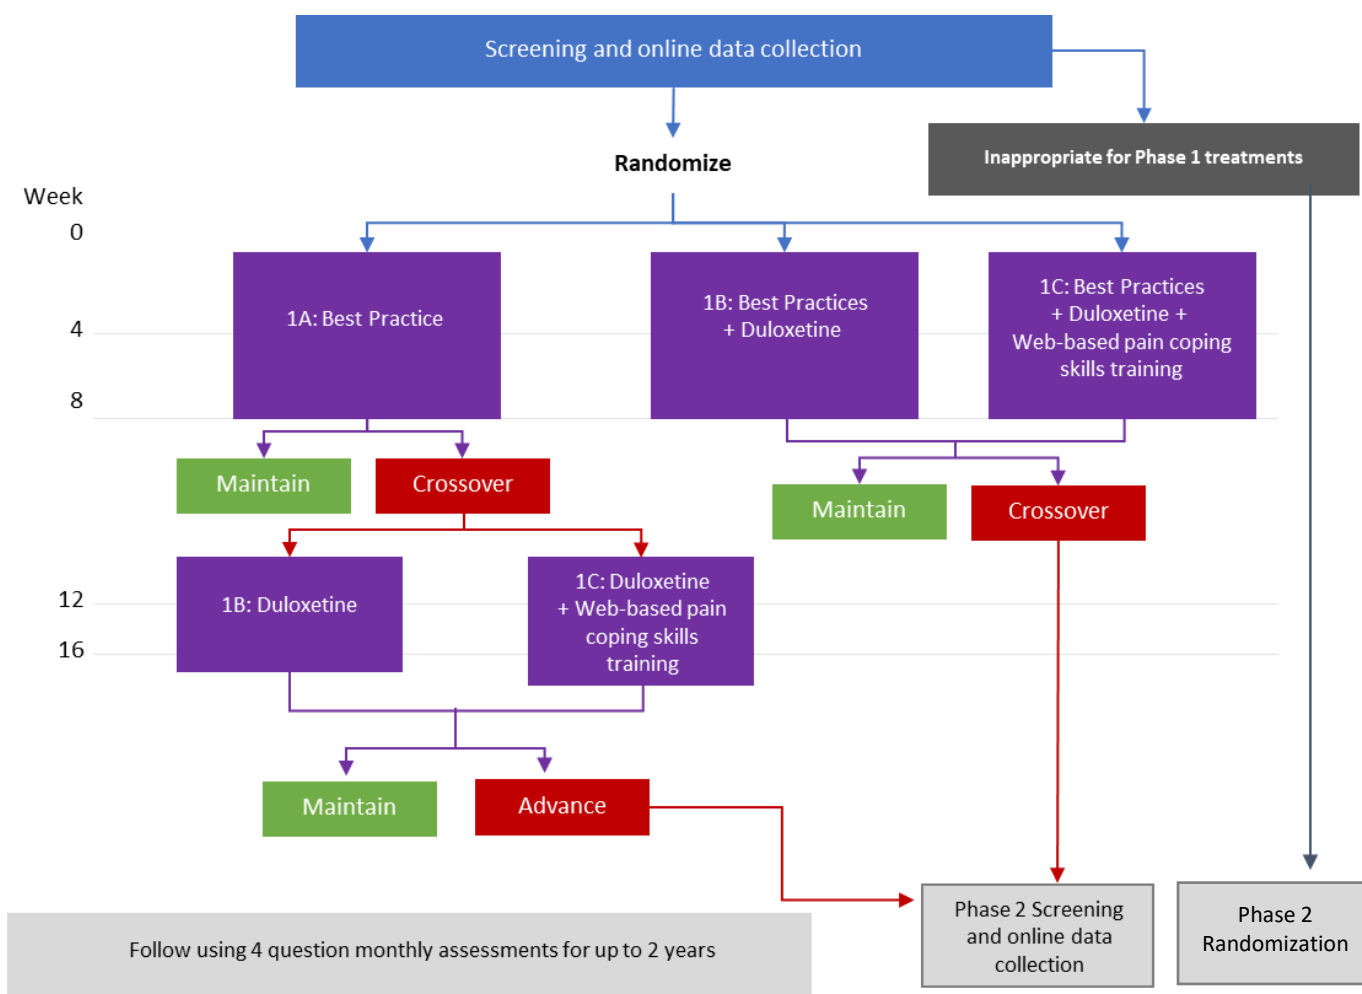 Screening and online data collection
Inappropriate for Phase 1 treatments
Randomize
Week
0
1A: Best Practice
1B: Best Practices
+ Duloxetine
1C: Best Practices
+ Duloxetine +
Web-based pain coping
skills training
4
8
Maintain
Crossover
Maintain
Crossover
1B: Duloxetine
1C: Duloxetine
+ Web-based pain
coping skills
training
12
16
Maintain
Advance
Phase 2 Screening
and online data
collection
Phase 2
Randomization
Follow using 4 question monthly assessments for up to 2 years